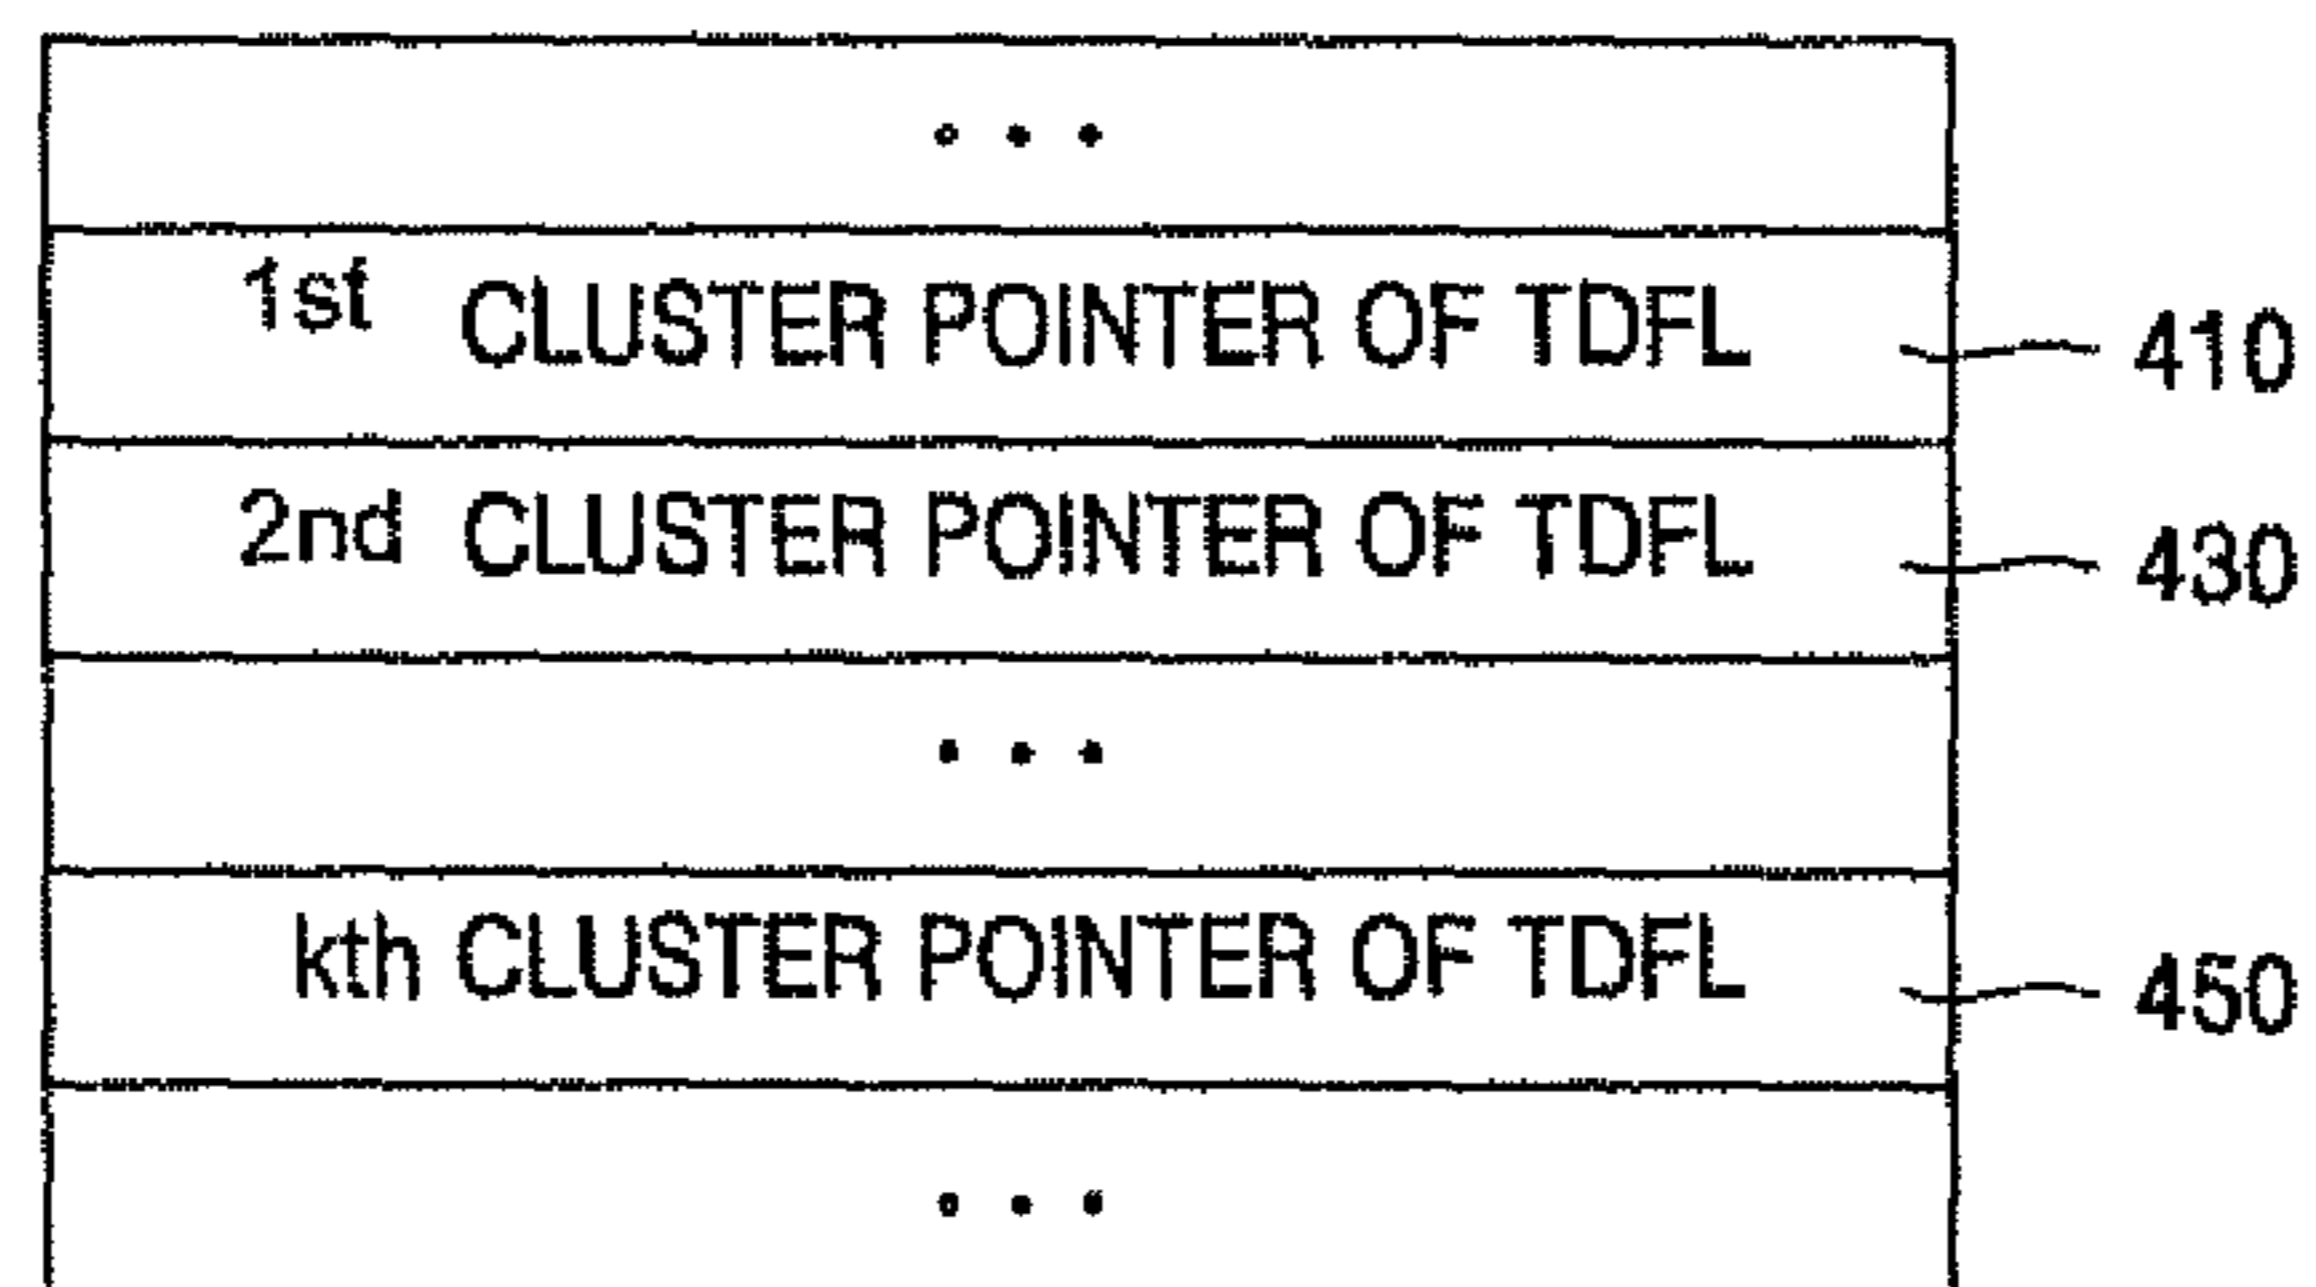 • • •
1st CLUSTER POINTER OF TDFL 410
2nd CLUSTER POINTER OF TDFL 430
• • •
kth CLUSTER POINTER OF TDFL 450
• • •